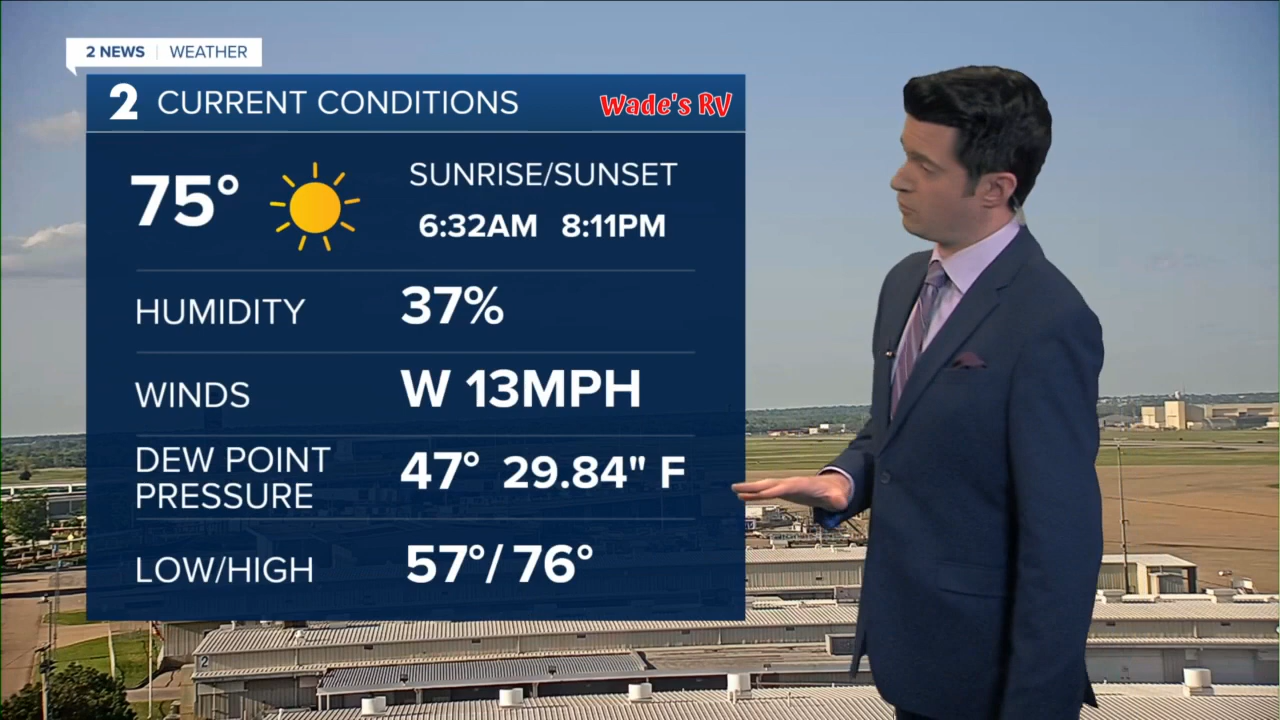 2 NEWS | WEATHER
2 CURRENT CONDITIONS Wade's RV
75° SUNRISE/SUNSET
6:32AM 8:11PM
HUMIDITY 37%
WINDS W 13MPH
DEW POINT 47° 29.84" F
PRESSURE
LOW/HIGH 57°/76°
2